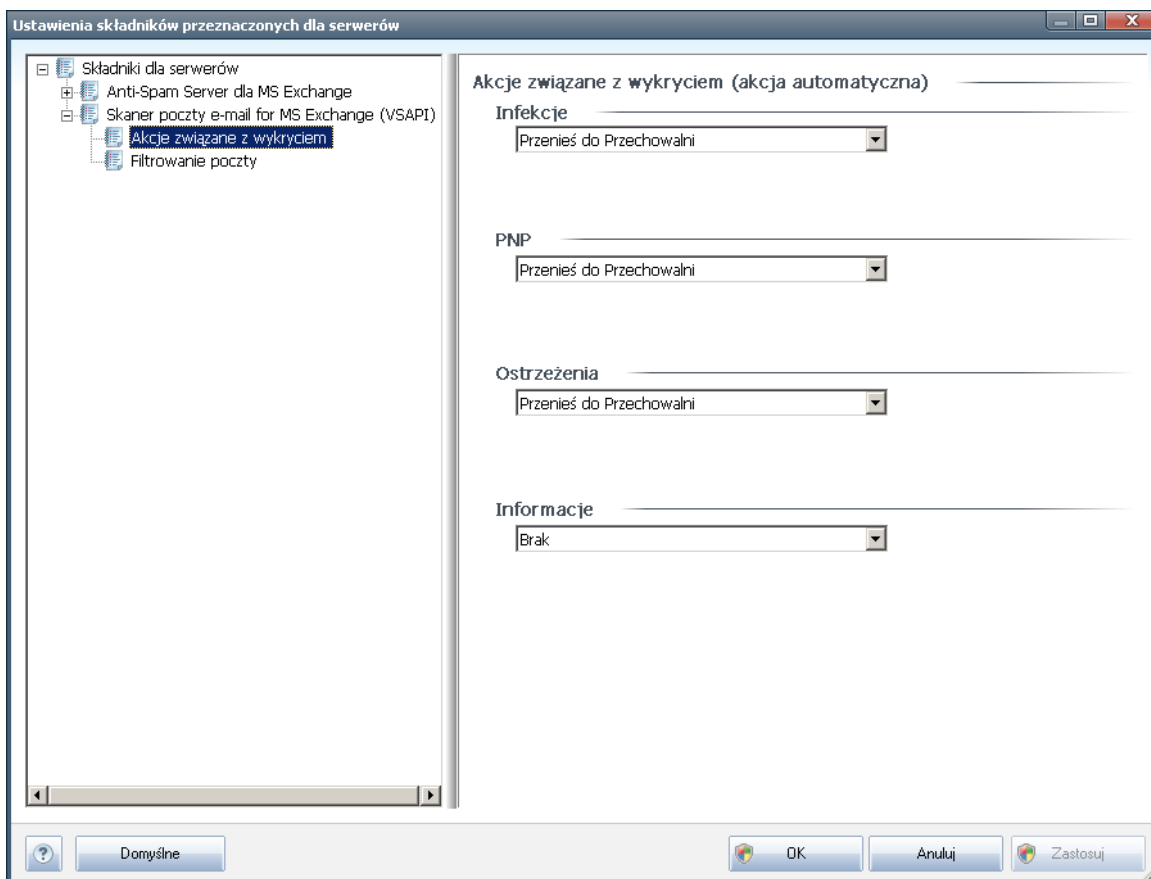 Ustawienia składników przeznaczonych dla serwerów
Składniki dla serwerów
Anti-Spam Server dla MS Exchange
Skaner poczty e-mail for MS Exchange (VSAPI)
Akcje związane z wykryciem
Filtrowanie poczty
Akcje związane z wykryciem (akcja automatyczna)
Infekcje
Przenieś do Przechowalni
PNP
Przenieś do Przechowalni
Ostrzeżenia
Przenieś do Przechowalni
Informacje
Brak
? Domyślne OK Anuluj Zastosuj